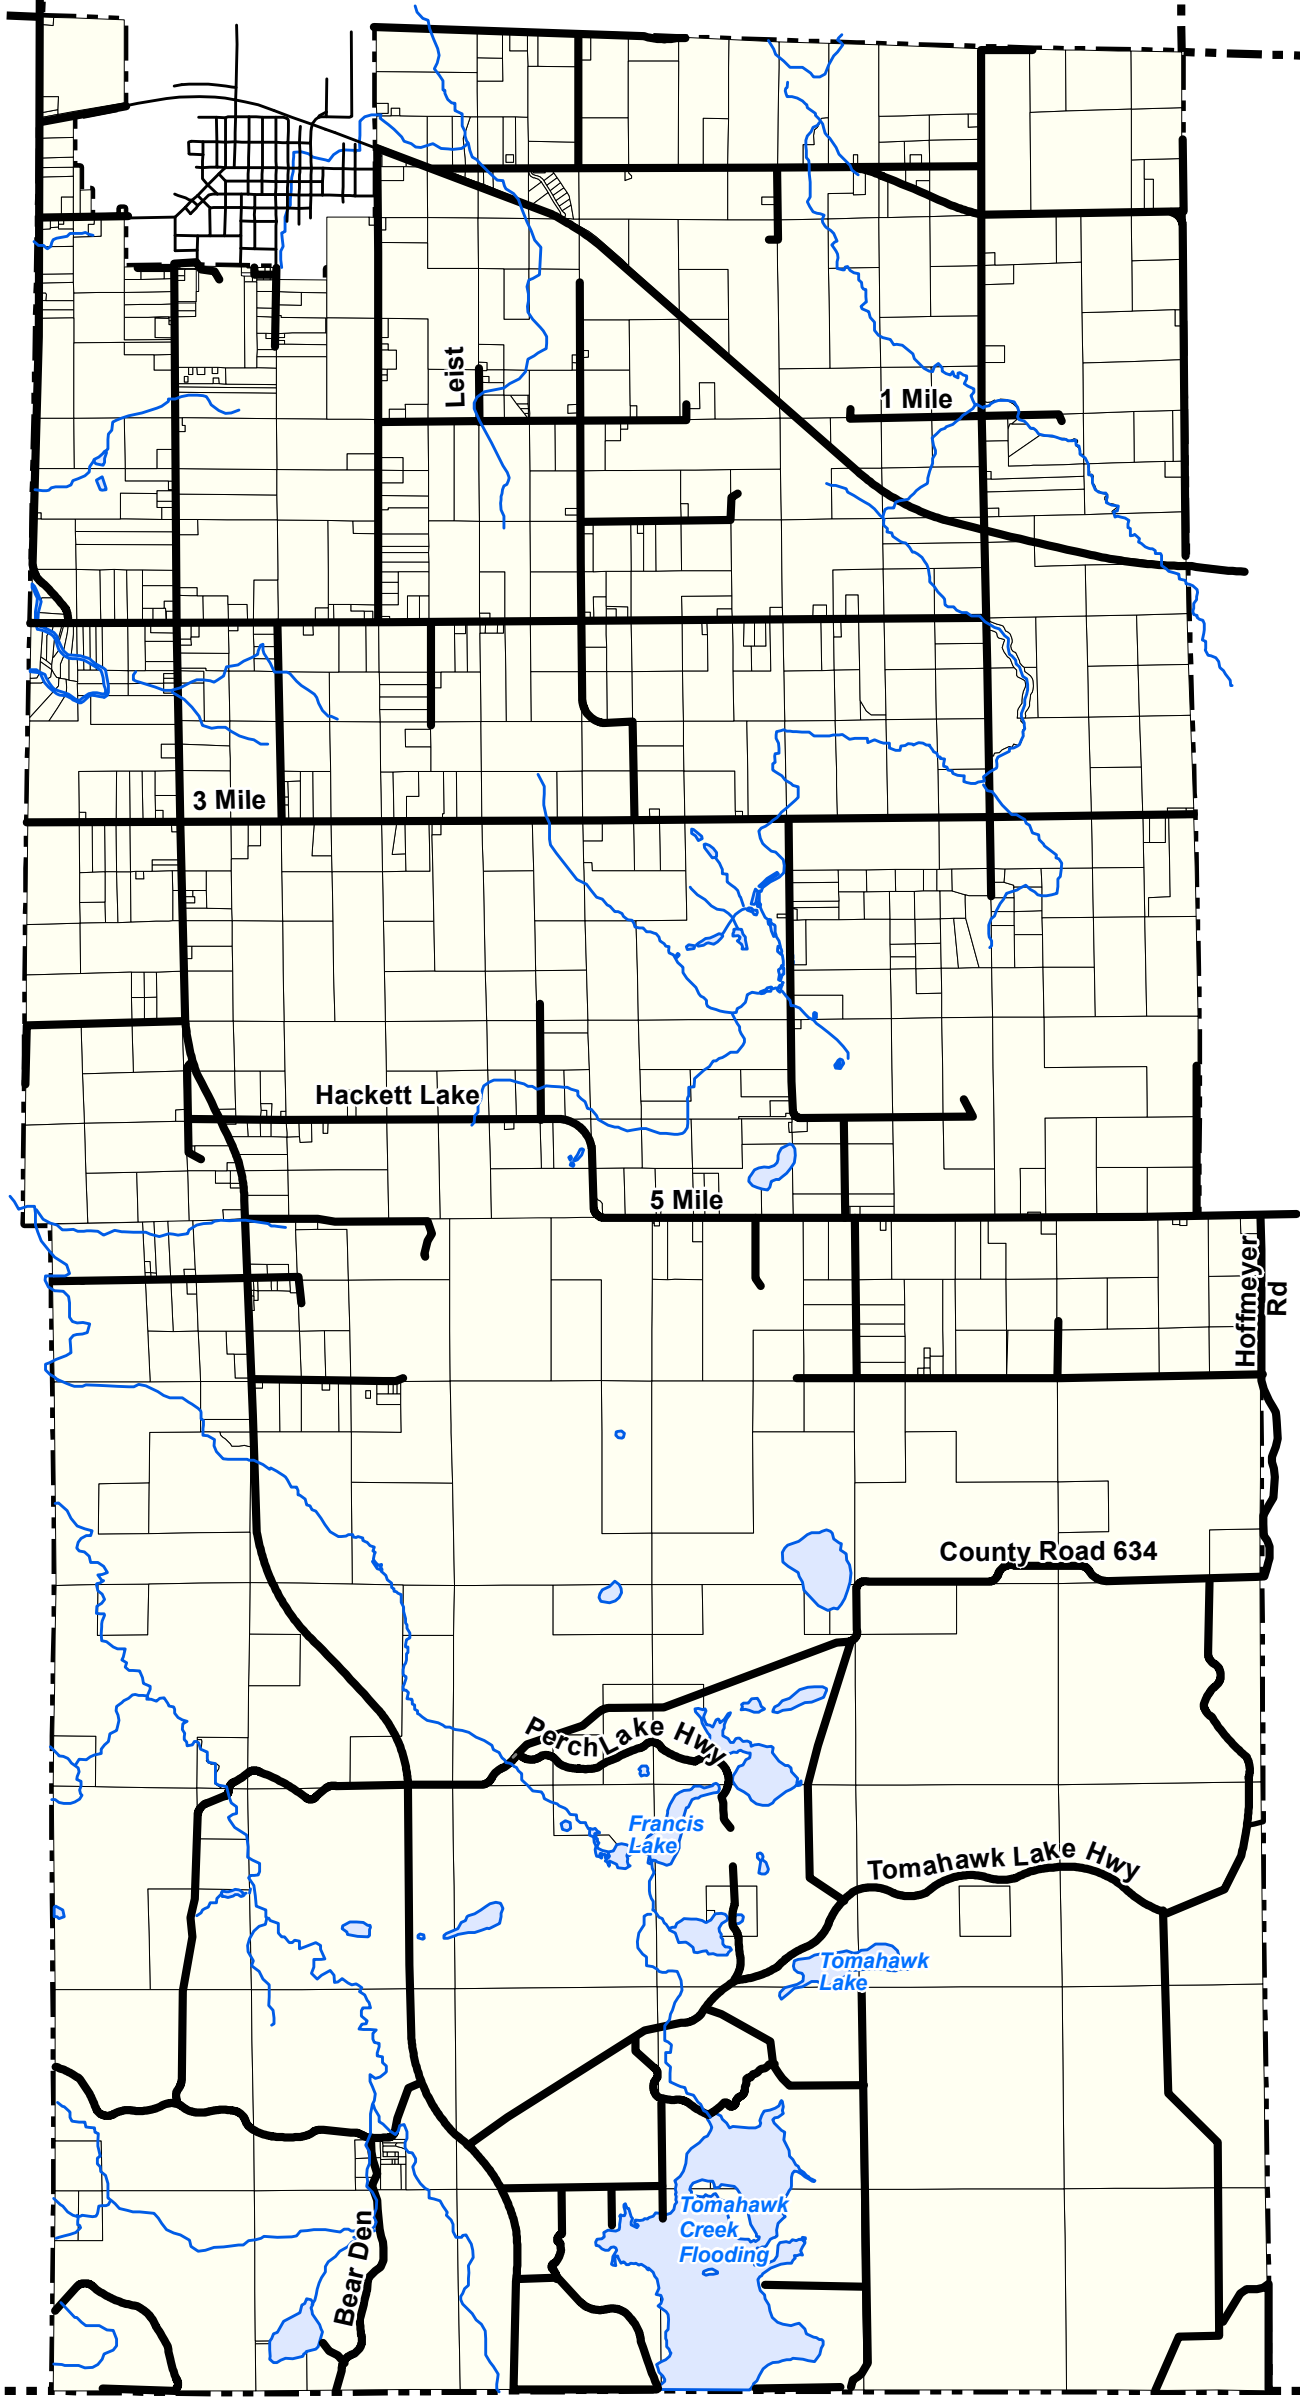 Leist
1 Mile
3 Mile
Hackett Lake
5 Mile
Hoffmeyer
Rd
County Road 634
Perch Lake Hwy
Francis
Lake
Tomahawk Lake Hwy
Tomahawk
Lake
Tomahawk
Creek
Flooding
Bear Den